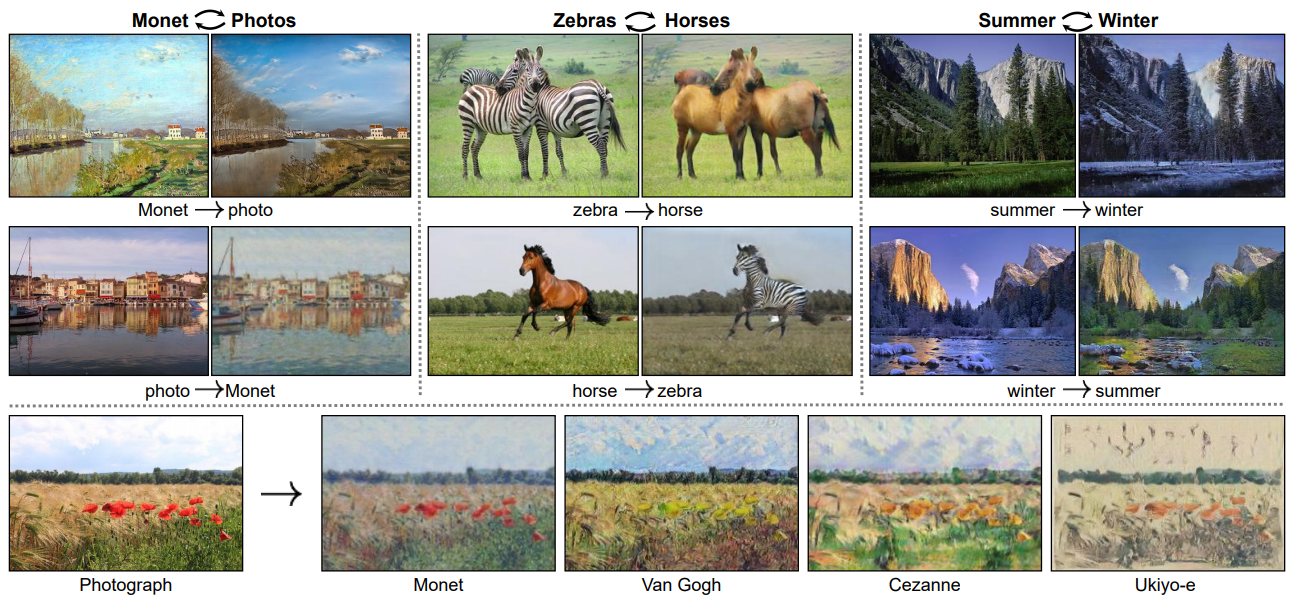 Monet ⇄ Photos
Zebras ⇄ Horses
Summer ⇄ Winter
Monet → photo
zebra → horse
summer → winter
photo → Monet
horse → zebra
winter → summer
Photograph
Monet
Van Gogh
Cezanne
Ukiyo-e